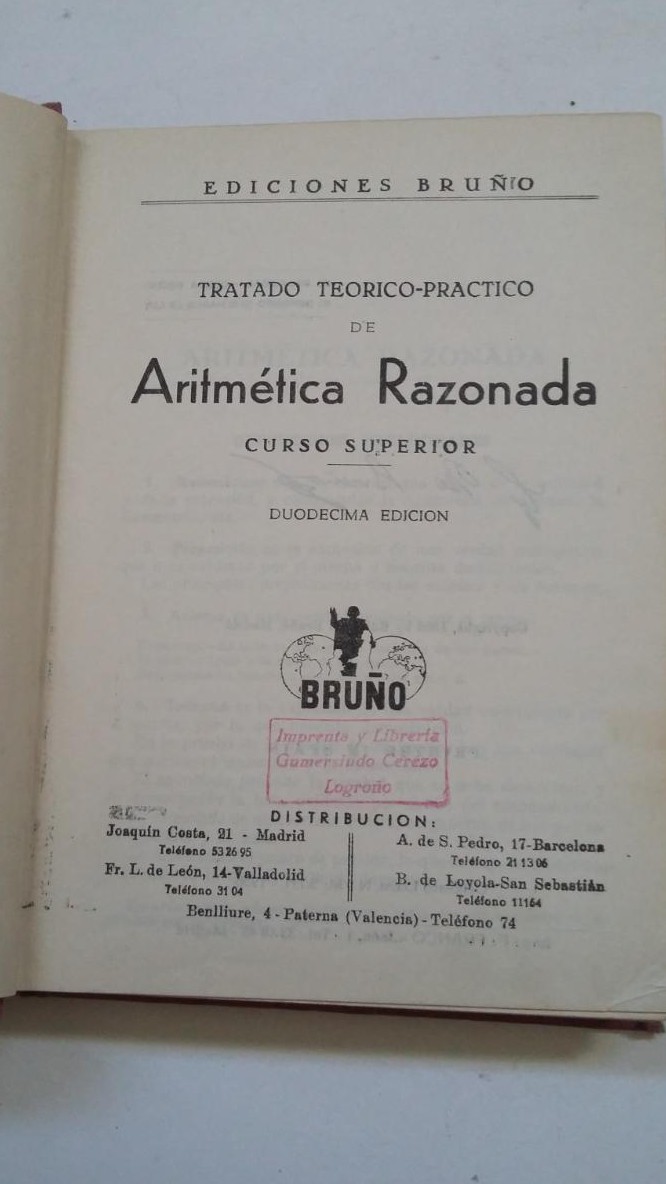 EDICIONES BRUÑO
TRATADO TEORICO-PRACTICO
DE
Aritmética Razonada
CURSO SUPERIOR
DUODECIMA EDICION
BRUÑO
Imprenta y Librería
Gumersindo Cerezo
Logroño
DISTRIBUCION:
Joaquín Costa, 21 - Madrid
Teléfono 53 26 95
Fr. L. de León, 14-Valladolid
Teléfono 31 04
A. de S. Pedro, 17-Barcelona
Teléfono 21 13 06
B. de Loyola-San Sebastián
Teléfono 11164
Benlliure, 4 - Paterna (Valencia) - Teléfono 74